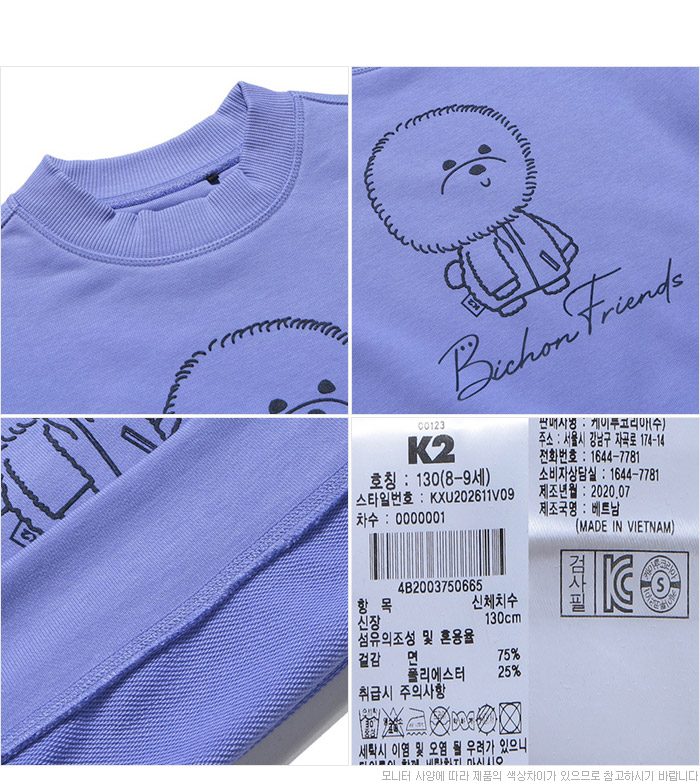 Bichon Friends
00123
K2
호칭 : 130(8-9세)
스타일번호 : KXU202611V09
차수 : 0000001
4B2003750665
항 목 신체치수
신장 130cm
섬유의조성 및 혼용율
겉감 면 75%
폴리에스터 25%
취급시 주의사항
세탁시 이염 및 오염 될 우려가 있으니
판매사명 : 케이투코리아(주)
주소 : 서울시 강남구 자곡로 174-14
전화번호 : 1644-7781
소비자상담실 : 1644-7781
제조년월 : 2020.07
제조국명 : 베트남
(MADE IN VIETNAM)
검사필
KC
S
모니터 사양에 따라 제품의 색상차이가 있으므로 참고하시기 바랍니다